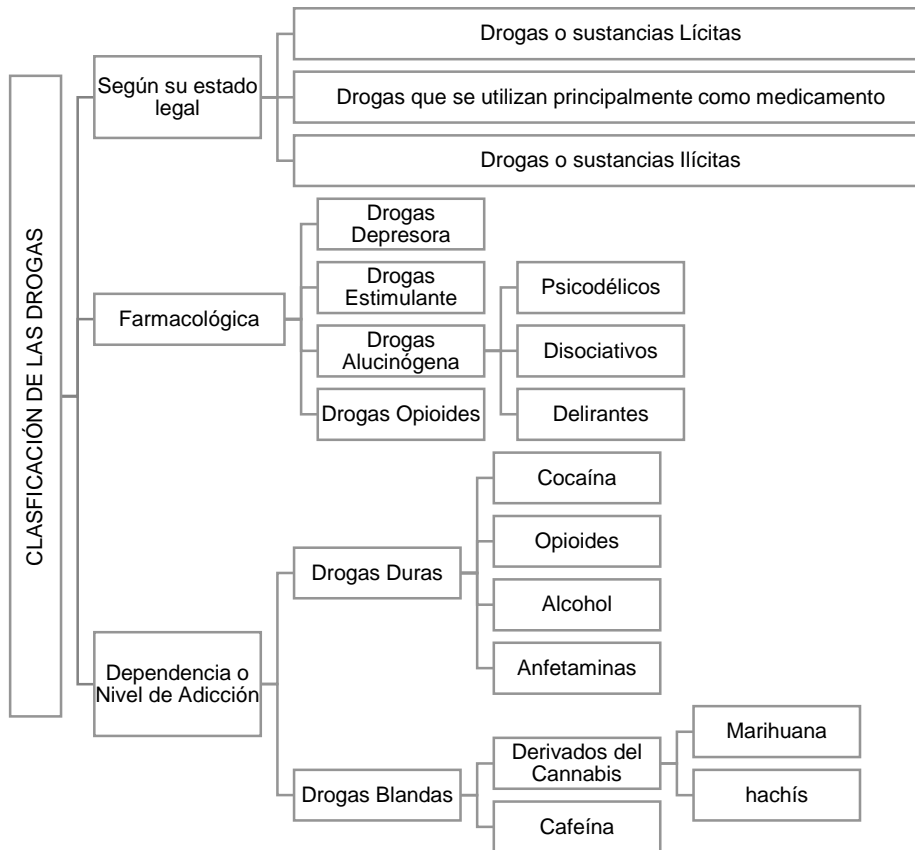 CLASFICACIÓN DE LAS DROGAS
Según su estado
legal
Drogas o sustancias Lícitas
Drogas que se utilizan principalmente como medicamento
Drogas o sustancias Ilícitas
Farmacológica
Drogas
Depresora
Drogas
Estimulante
Drogas
Alucinógena
Psicodélicos
Disociativos
Delirantes
Drogas Opioides
Dependencia o
Nivel de Adicción
Drogas Duras
Cocaína
Opioides
Alcohol
Anfetaminas
Drogas Blandas
Derivados del
Cannabis
Marihuana
hachís
Cafeína